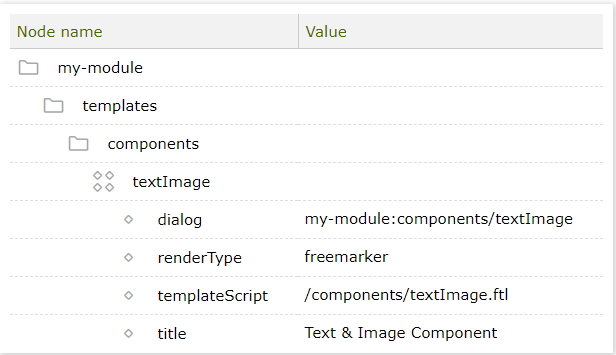 Node name Value
my-module
templates
components
textImage
dialog my-module:components/textImage
renderType freemarker
templateScript /components/textImage.ftl
title Text & Image Component